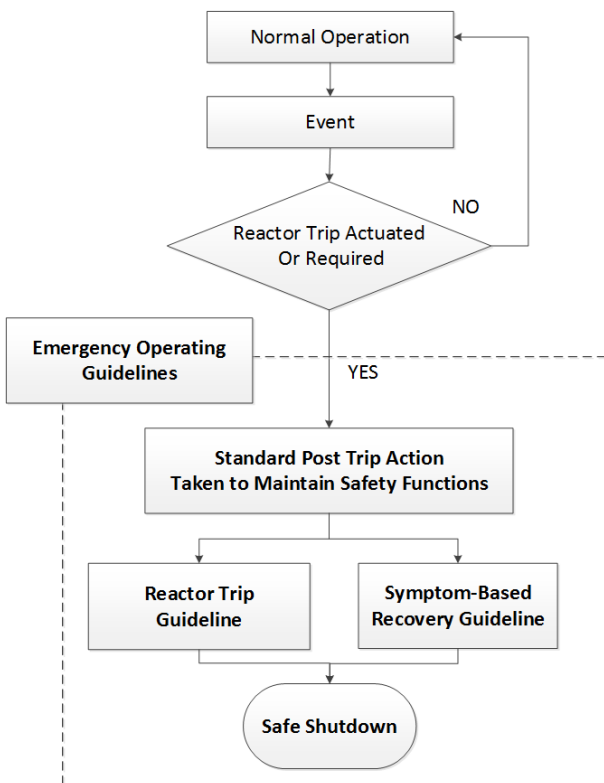 Normal Operation
Event
NO
Reactor Trip Actuated
Or Required
Emergency Operating
Guidelines
YES
Standard Post Trip Action
Taken to Maintain Safety Functions
Reactor Trip
Guideline
Symptom-Based
Recovery Guideline
Safe Shutdown